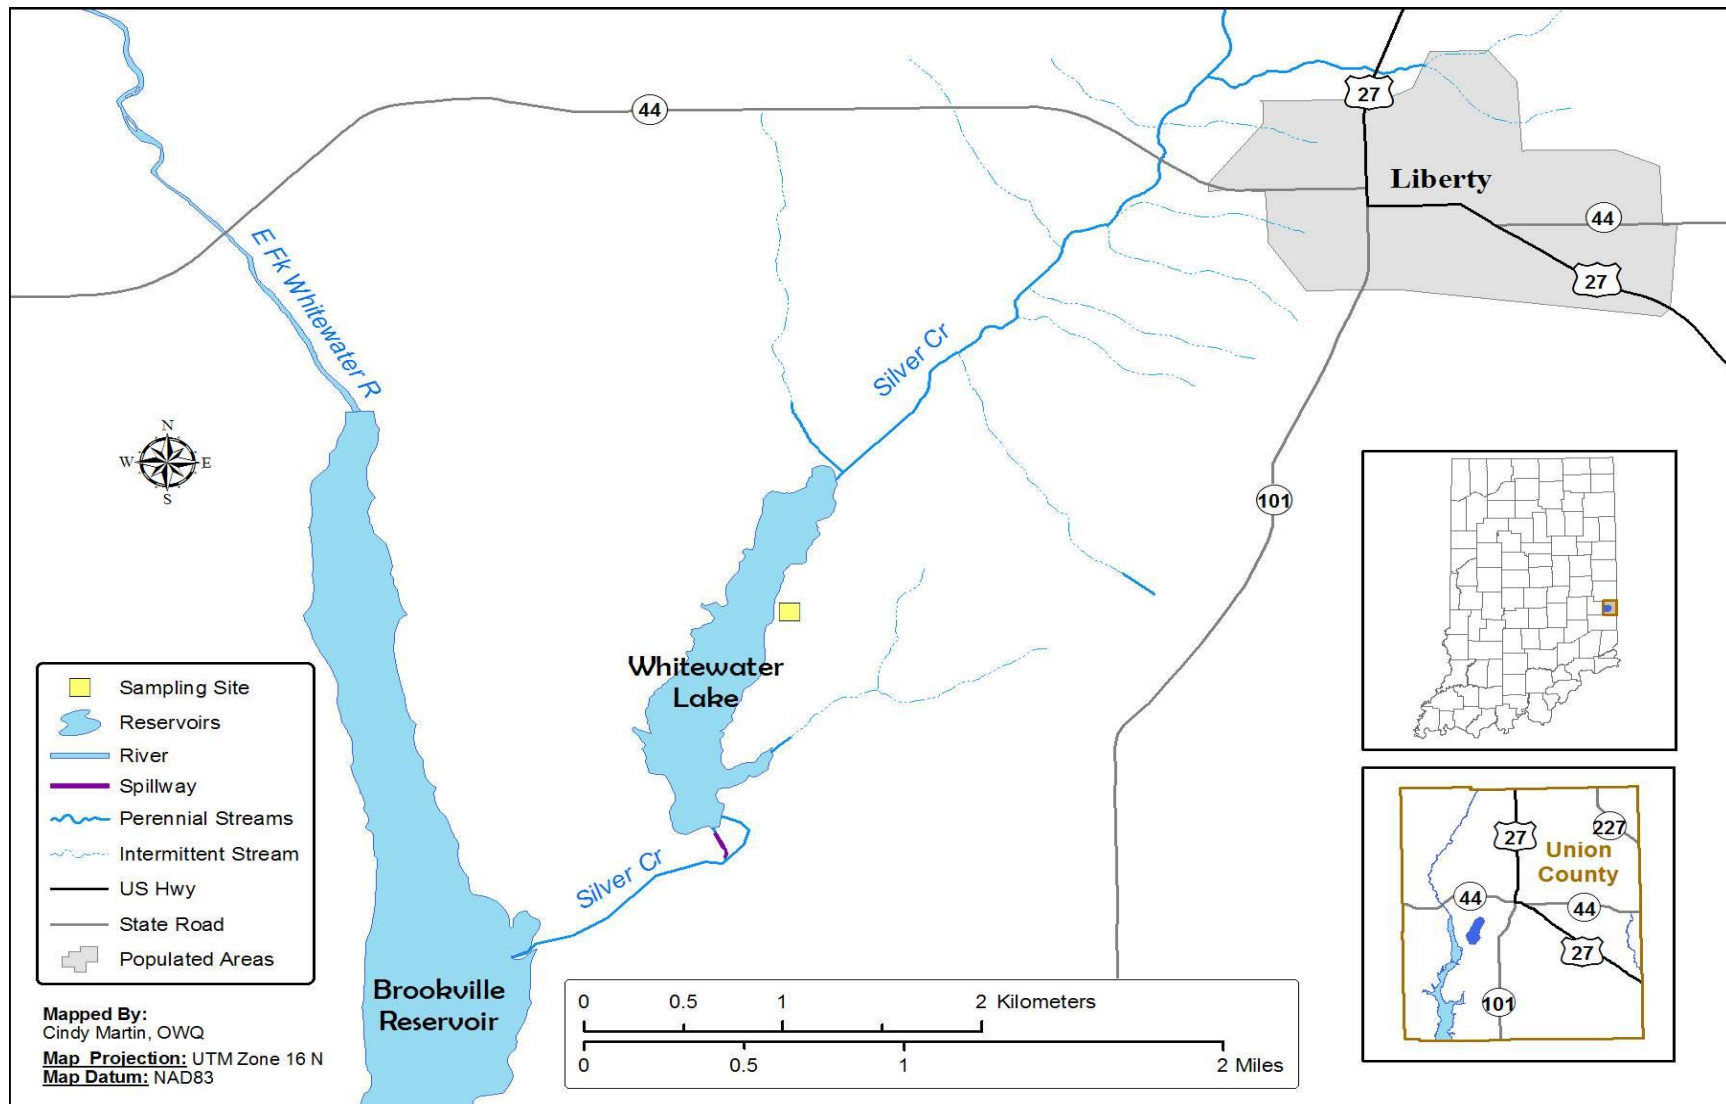 44
27
Liberty
44
27
E Fk Whitewater R
Silver Cr
N
W E
S
101
Whitewater
Lake
Sampling Site
Reservoirs
River
Spillway
Perennial Streams
Intermittent Stream
US Hwy
State Road
Populated Areas
Silver Cr
Brookville
Reservoir
227
27
Union
County
44
44
27
101
Mapped By:
Cindy Martin, OWQ
Map Projection: UTM Zone 16 N
Map Datum: NAD83
0 0.5 1 2 Kilometers
0 0.5 1 2 Miles